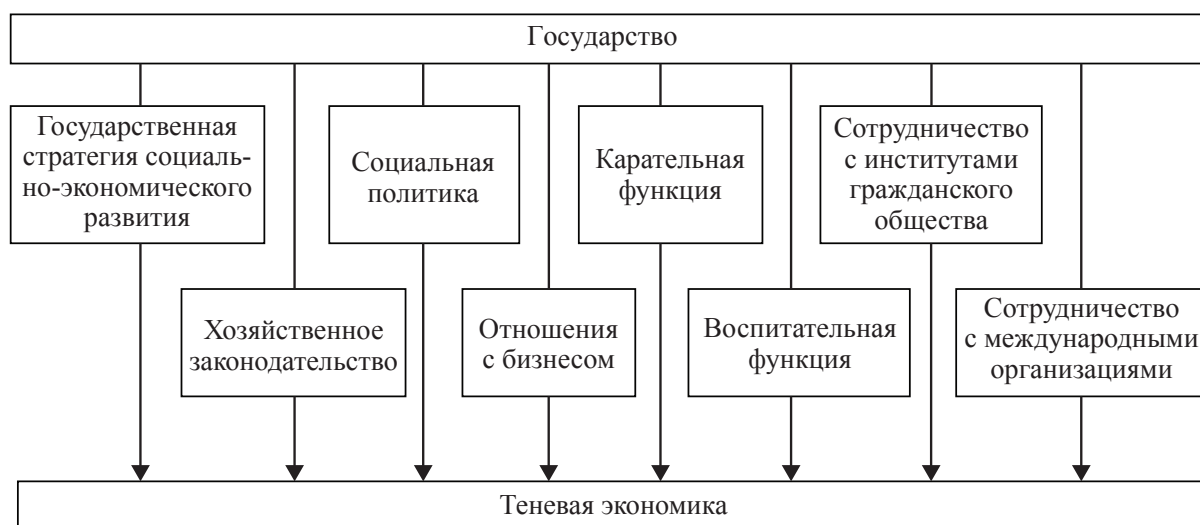 Государство
Государственная
стратегия социаль-
но-экономического
развития
Социальная
политика
Карательная
функция
Сотрудничество
с институтами
гражданского
общества
Хозяйственное
законодательство
Отношения
с бизнесом
Воспитательная
функция
Сотрудничество
с международными
организациями
Теневая экономика